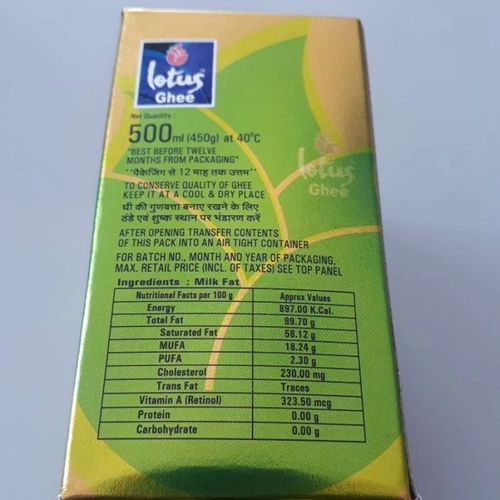 lotus
Ghee
Net Quantity :
500ml (450g) at 40°C
"BEST BEFORE TWELVE
MONTHS FROM PACKAGING"
"पैकेजिंग से 12 माह तक उत्तम"
TO CONSERVE QUALITY OF GHEE
KEEP IT AT A COOL & DRY PLACE
घी की गुणवत्ता बनाए रखने के लिए
ठंडे एवं शुष्क स्थान पर भंडारण करें
AFTER OPENING TRANSFER CONTENTS
OF THIS PACK INTO AN AIR TIGHT CONTAINER
FOR BATCH NO., MONTH AND YEAR OF PACKAGING,
MAX. RETAIL PRICE (INCL. OF TAXES) SEE TOP PANEL
Ingredients : Milk Fat
Nutritional Facts per 100 g Approx Values
Energy 897.00 K.Cal.
Total Fat 99.70 g
Saturated Fat 58.12 g
MUFA 18.24 g
PUFA 2.30 g
Cholesterol 230.00 mg
Trans Fat Traces
Vitamin A (Retinol) 323.50 mcg
Protein 0.00 g
Carbohydrate 0.00 g
lotus
Ghee